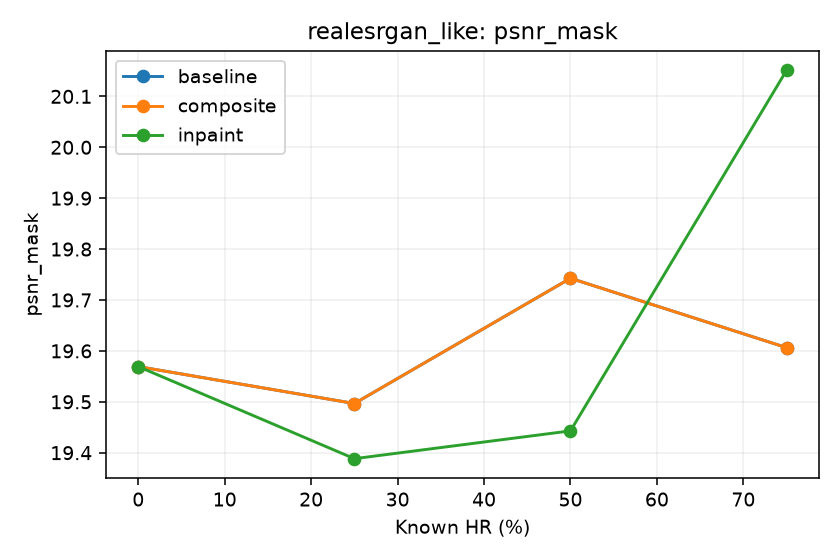 realesrgan_like: psnr_mask
baseline
composite
inpaint
20.1
20.0
19.9
19.8
19.7
19.6
19.5
19.4
psnr_mask
0 10 20 30 40 50 60 70
Known HR (%)